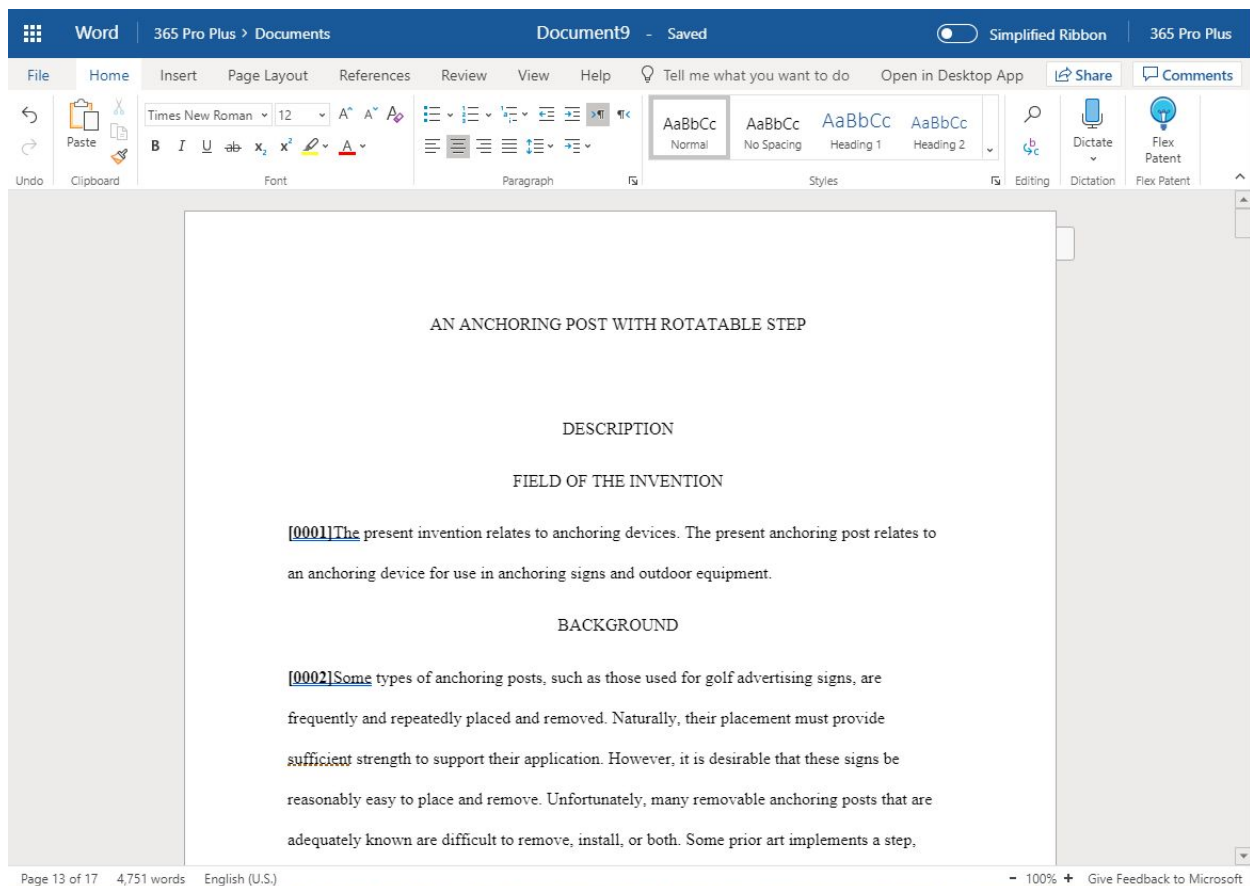 Word 365 Pro Plus > Documents Document9 - Saved Simplified Ribbon 365 Pro Plus
File Home Insert Page Layout References Review View Help Tell me what you want to do Open in Desktop App Share Comments
Times New Roman 12
AaBbCc AaBbCc AaBbCc AaBbCc
Paste
B I U ab x₂ x² A
Normal No Spacing Heading 1 Heading 2
Dictate Flex Patent
Undo Clipboard Font Paragraph Styles Editing Dictation Flex Patent
AN ANCHORING POST WITH ROTATABLE STEP
DESCRIPTION
FIELD OF THE INVENTION
[0001]The present invention relates to anchoring devices. The present anchoring post relates to
an anchoring device for use in anchoring signs and outdoor equipment.
BACKGROUND
[0002]Some types of anchoring posts, such as those used for golf advertising signs, are
frequently and repeatedly placed and removed. Naturally, their placement must provide
sufficient strength to support their application. However, it is desirable that these signs be
reasonably easy to place and remove. Unfortunately, many removable anchoring posts that are
adequately known are difficult to remove, install, or both. Some prior art implements a step,
Page 13 of 17 4,751 words English (U.S.) - 100% + Give Feedback to Microsoft